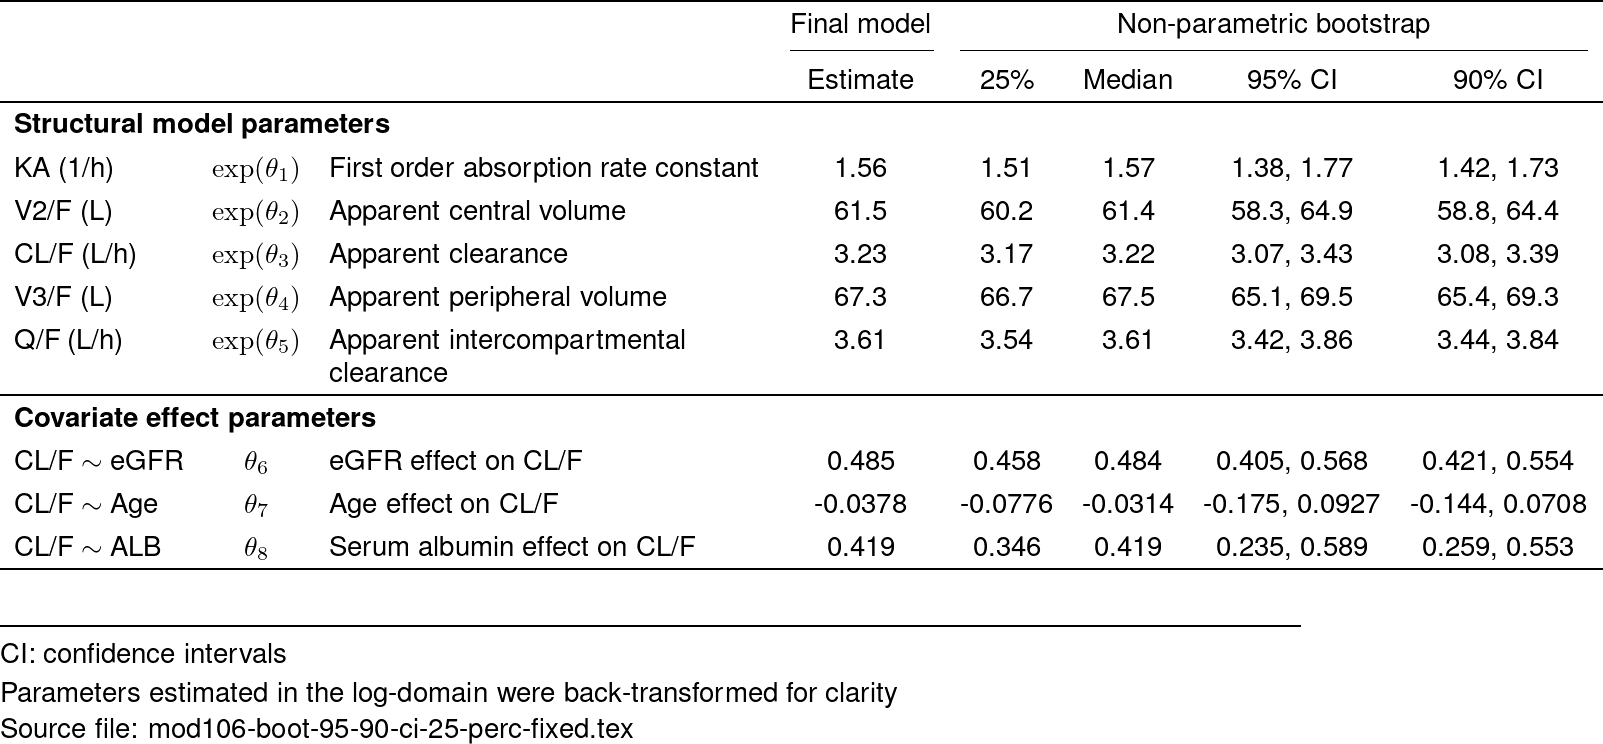 Final model Non-parametric bootstrap
Estimate 25% Median 95% CI 90% CI
Structural model parameters
KA (1/h) exp(θ1) First order absorption rate constant 1.56 1.51 1.57 1.38, 1.77 1.42, 1.73
V2/F (L) exp(θ2) Apparent central volume 61.5 60.2 61.4 58.3, 64.9 58.8, 64.4
CL/F (L/h) exp(θ3) Apparent clearance 3.23 3.17 3.22 3.07, 3.43 3.08, 3.39
V3/F (L) exp(θ4) Apparent peripheral volume 67.3 66.7 67.5 65.1, 69.5 65.4, 69.3
Q/F (L/h) exp(θ5) Apparent intercompartmental 3.61 3.54 3.61 3.42, 3.86 3.44, 3.84
clearance
Covariate effect parameters
CL/F ∼ eGFR θ6 eGFR effect on CL/F 0.485 0.458 0.484 0.405, 0.568 0.421, 0.554
CL/F ∼ Age θ7 Age effect on CL/F -0.0378 -0.0776 -0.0314 -0.175, 0.0927 -0.144, 0.0708
CL/F ∼ ALB θ8 Serum albumin effect on CL/F 0.419 0.346 0.419 0.235, 0.589 0.259, 0.553
CI: confidence intervals
Parameters estimated in the log-domain were back-transformed for clarity
Source file: mod106-boot-95-90-ci-25-perc-fixed.tex